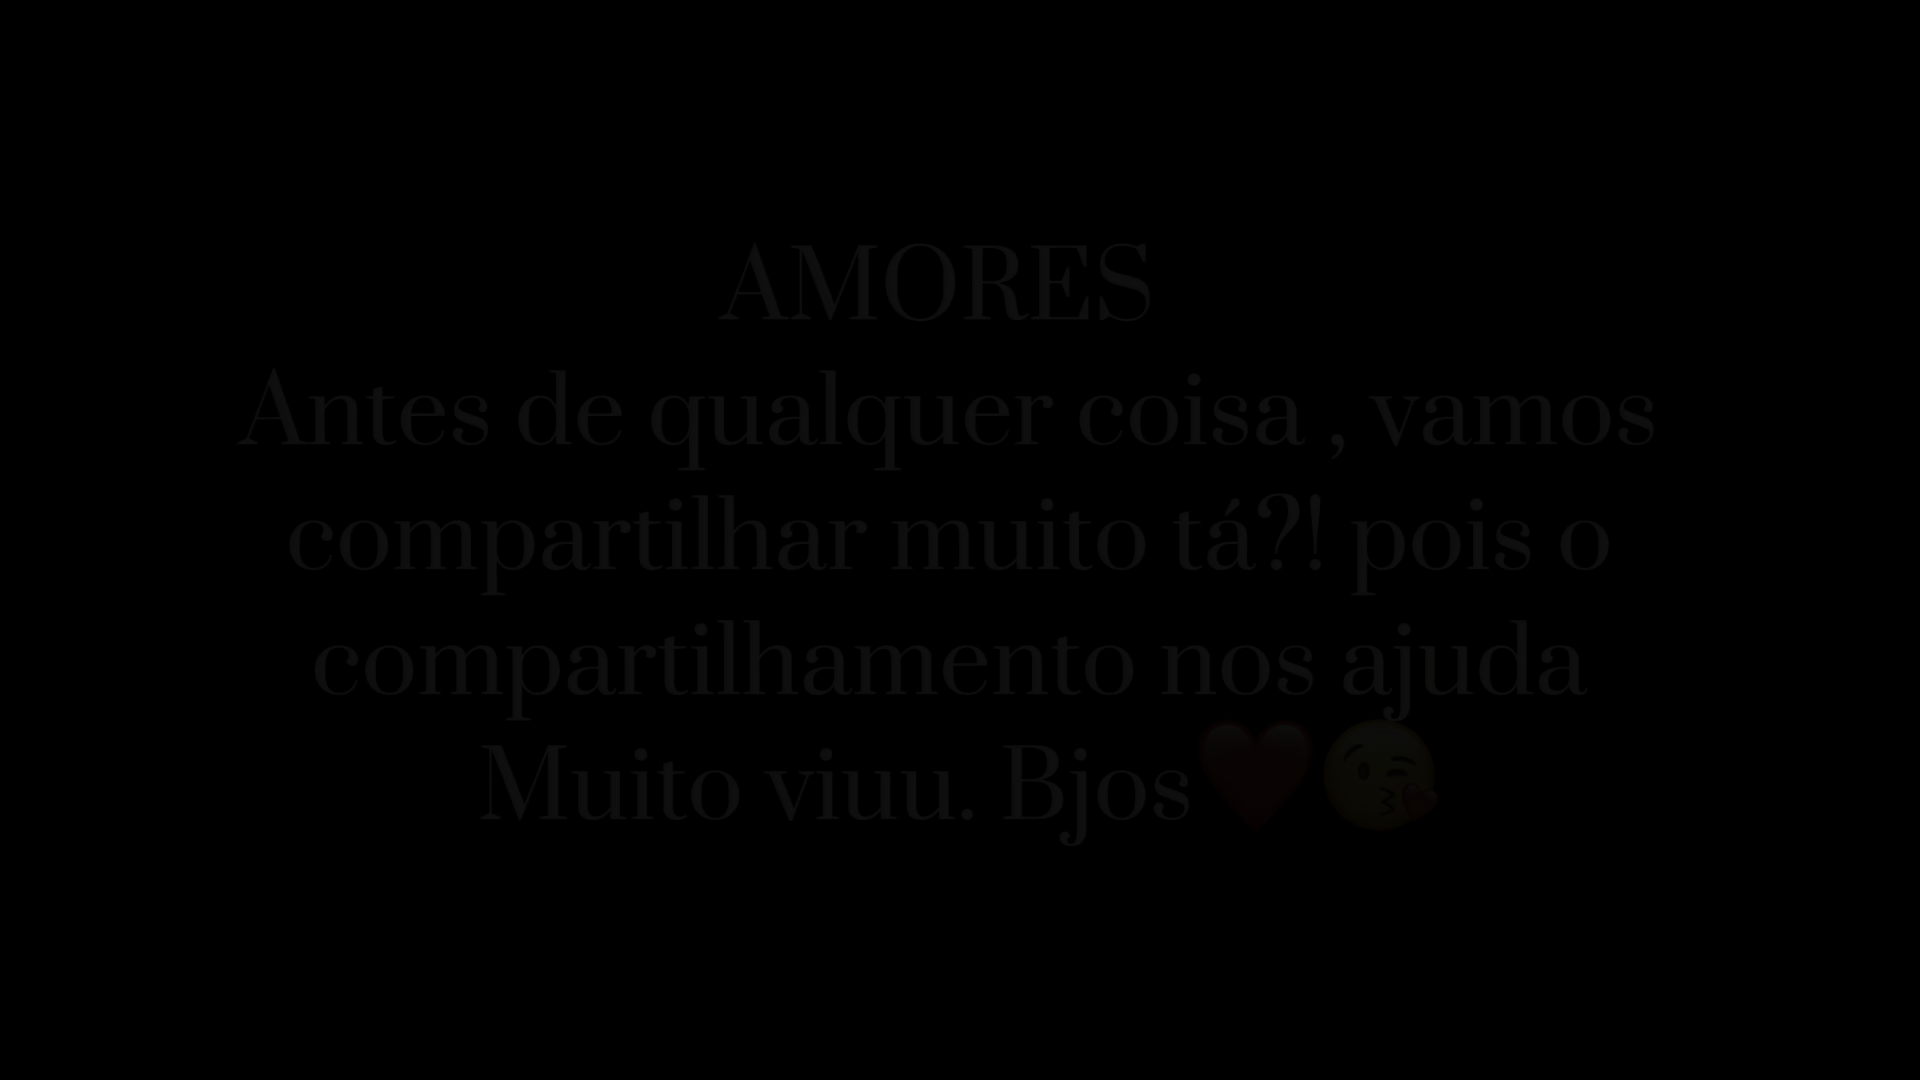 AMORES
Antes de qualquer coisa , vamos
compartilhar muito tá?! pois o
compartilhamento nos ajuda
Muito viuu. Bjos❤️😘